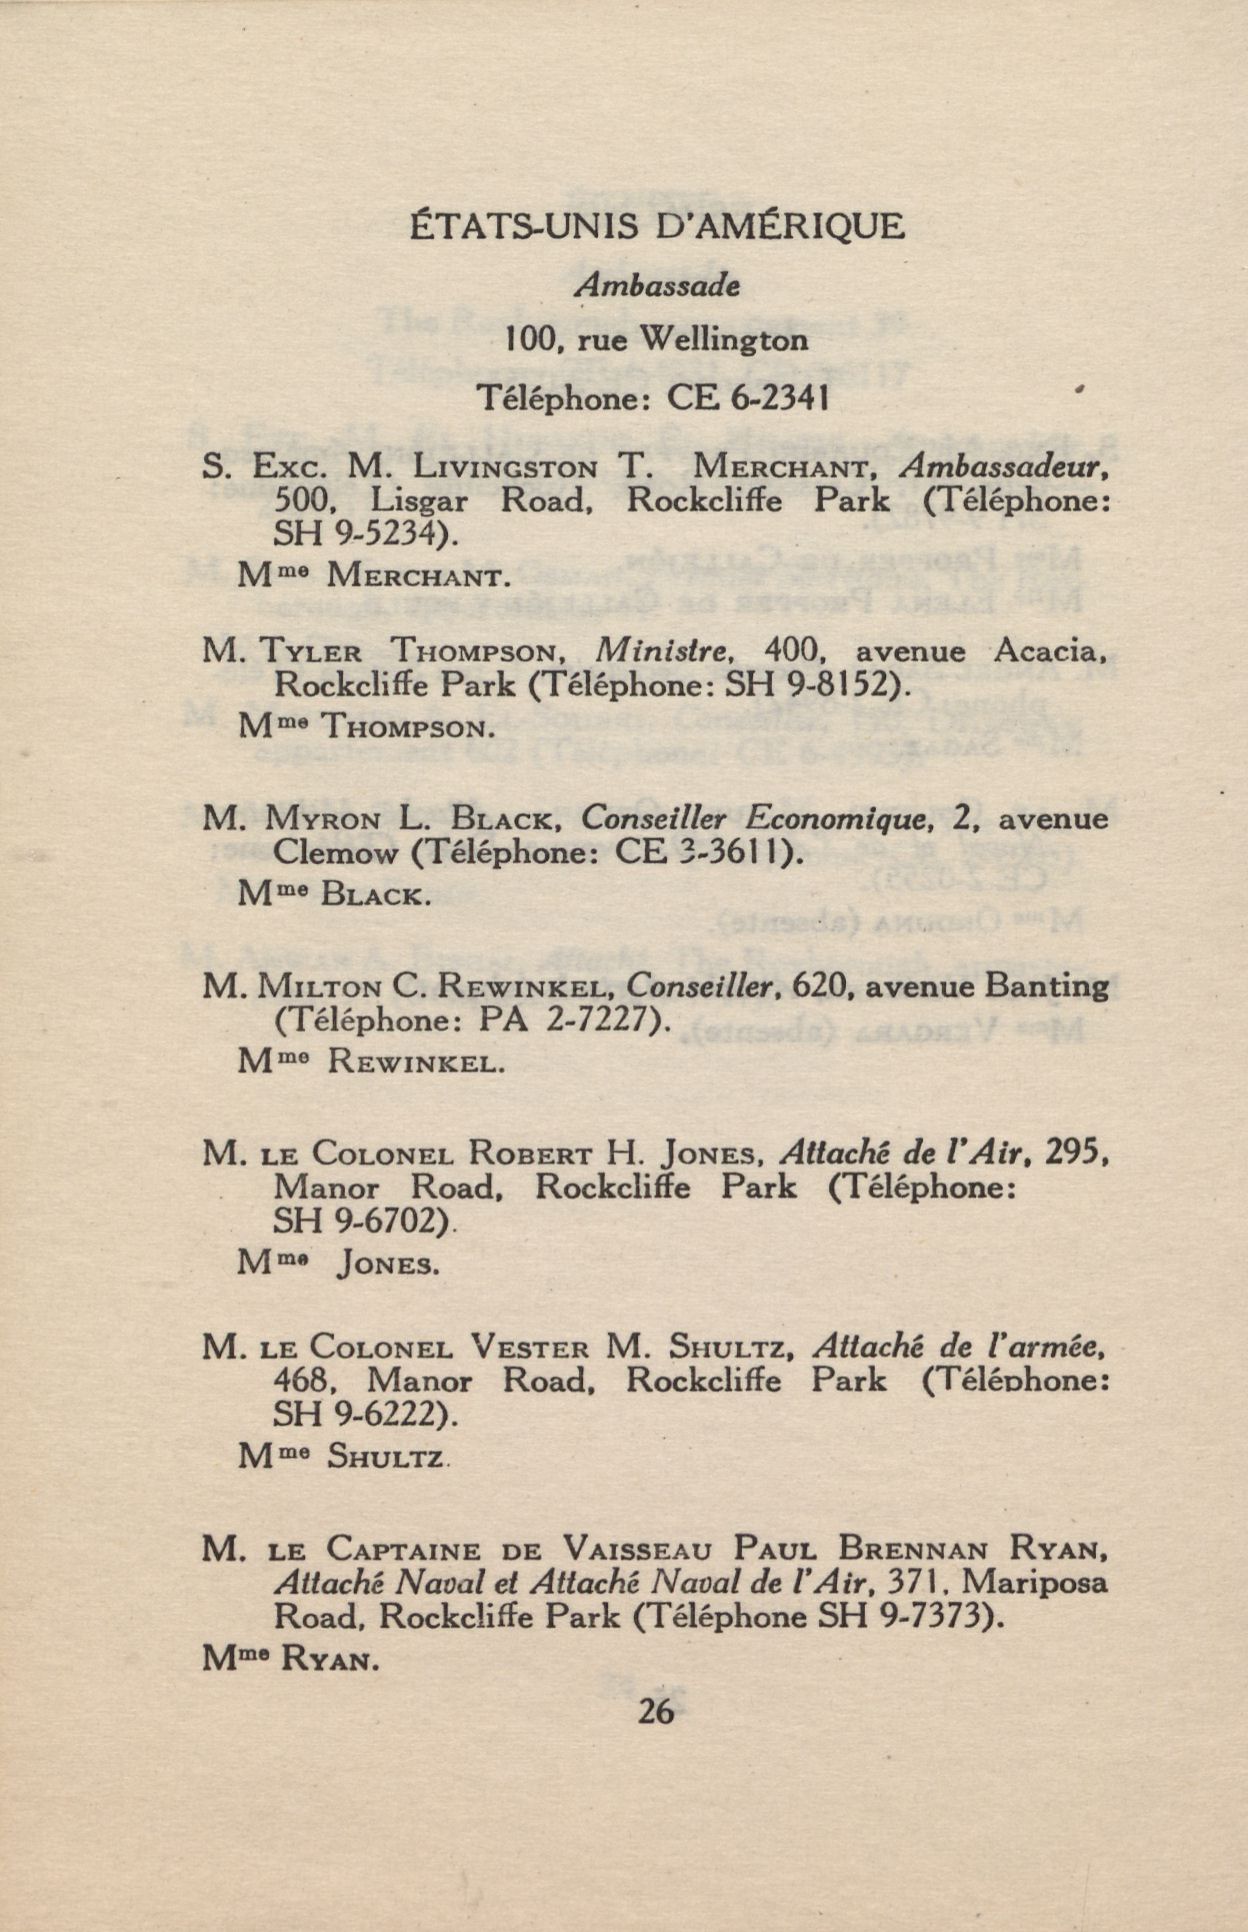 ÉTATS-UNIS D'AMÉRIQUE
Ambassade
100, rue Wellington
Téléphone: CE 6-2341
S. Exc. M. Livingston T. Merchant, Ambassadeur,
500, Lisgar Road, Rockcliffe Park (Téléphone:
SH 9-5234).
Mme Merchant.
M. Tyler Thompson, Ministre, 400, avenue Acacia,
Rockcliffe Park (Téléphone: SH 9-8152).
Mme Thompson.
M. Myron L. Black, Conseiller Economique, 2, avenue
Clemow (Téléphone: CE 3-3611).
Mme Black.
M. Milton C. Rewinkel, Conseiller, 620, avenue Banting
(Téléphone: PA 2-7227).
Mme Rewinkel.
M. le Colonel Robert H. Jones, Attaché de l'Air, 295,
Manor Road, Rockcliffe Park (Téléphone:
SH 9-6702).
Mme Jones.
M. le Colonel Vester M. Shultz, Attaché de l'armée,
468, Manor Road, Rockcliffe Park (Téléphone:
SH 9-6222).
Mme Shultz.
M. le Captaine de Vaisseau Paul Brennan Ryan,
Attaché Naval et Attaché Naval de l'Air, 371, Mariposa
Road, Rockcliffe Park (Téléphone SH 9-7373).
Mme Ryan.
26